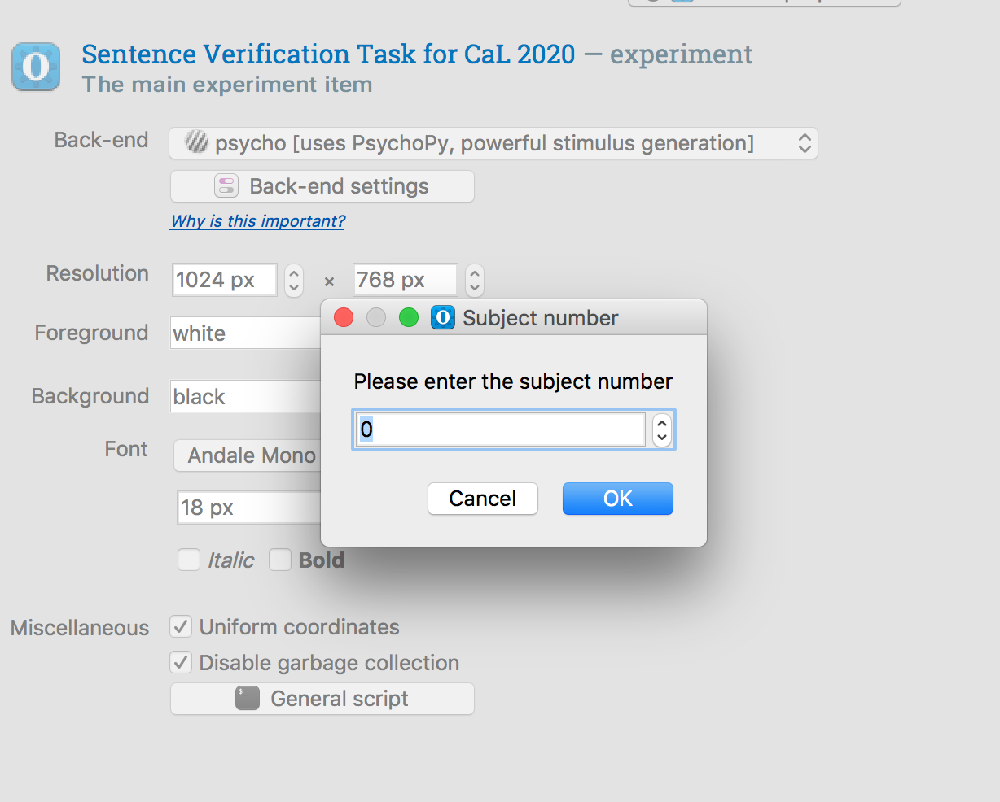 Sentence Verification Task for CaL 2020 — experiment
The main experiment item
Back-end
psycho [uses PsychoPy, powerful stimulus generation]
Back-end settings
Why is this important?
Resolution
1024 px × 768 px
Subject number
Foreground
white
Please enter the subject number
Background
black
0
Font
Andale Mono
Cancel
OK
18 px
Italic
Bold
Miscellaneous
Uniform coordinates
Disable garbage collection
$_
General script